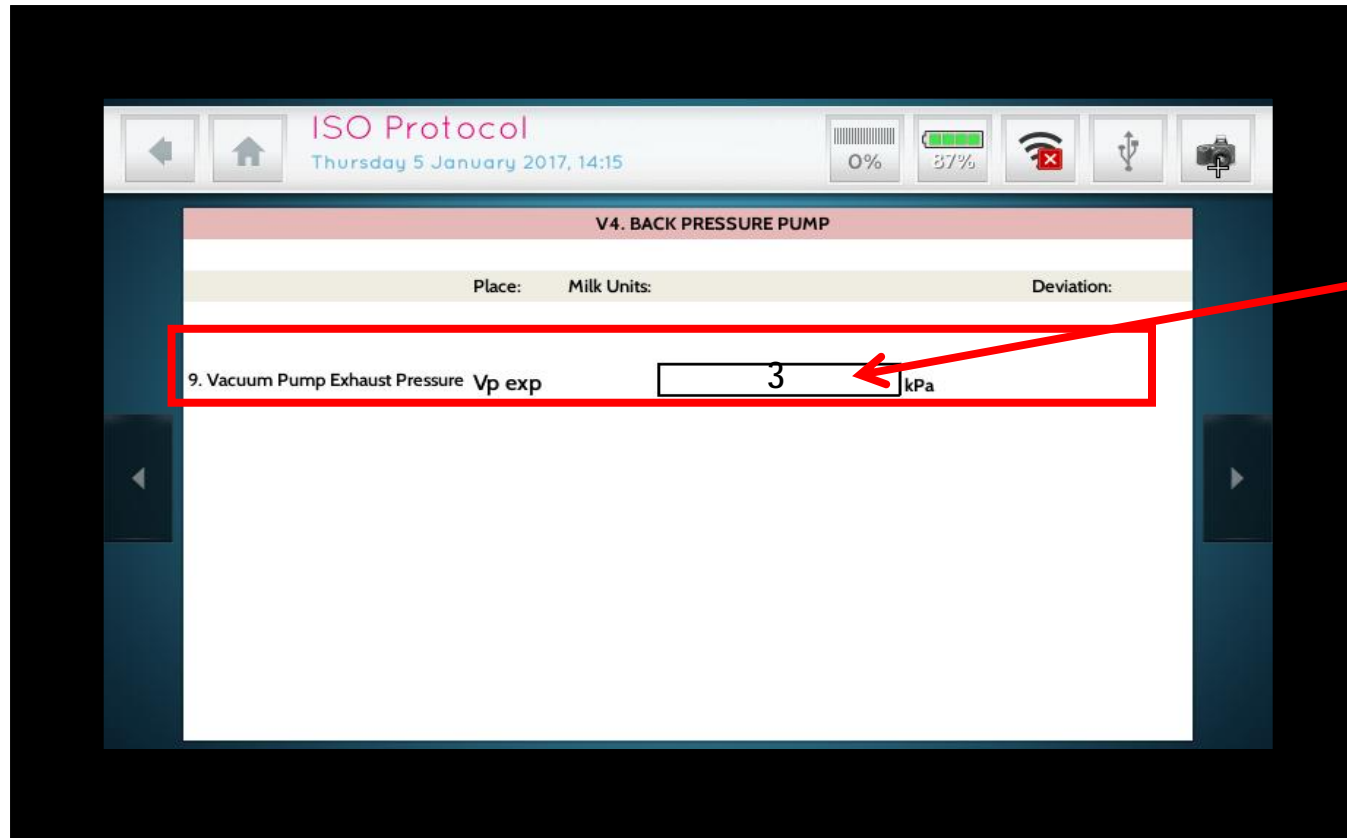 ISO Protocol
Thursday 5 January 2017, 14:15
0%
87%
V4. BACK PRESSURE PUMP
Place: Milk Units: Deviation:
9. Vacuum Pump Exhaust Pressure Vp exp 3 kPa